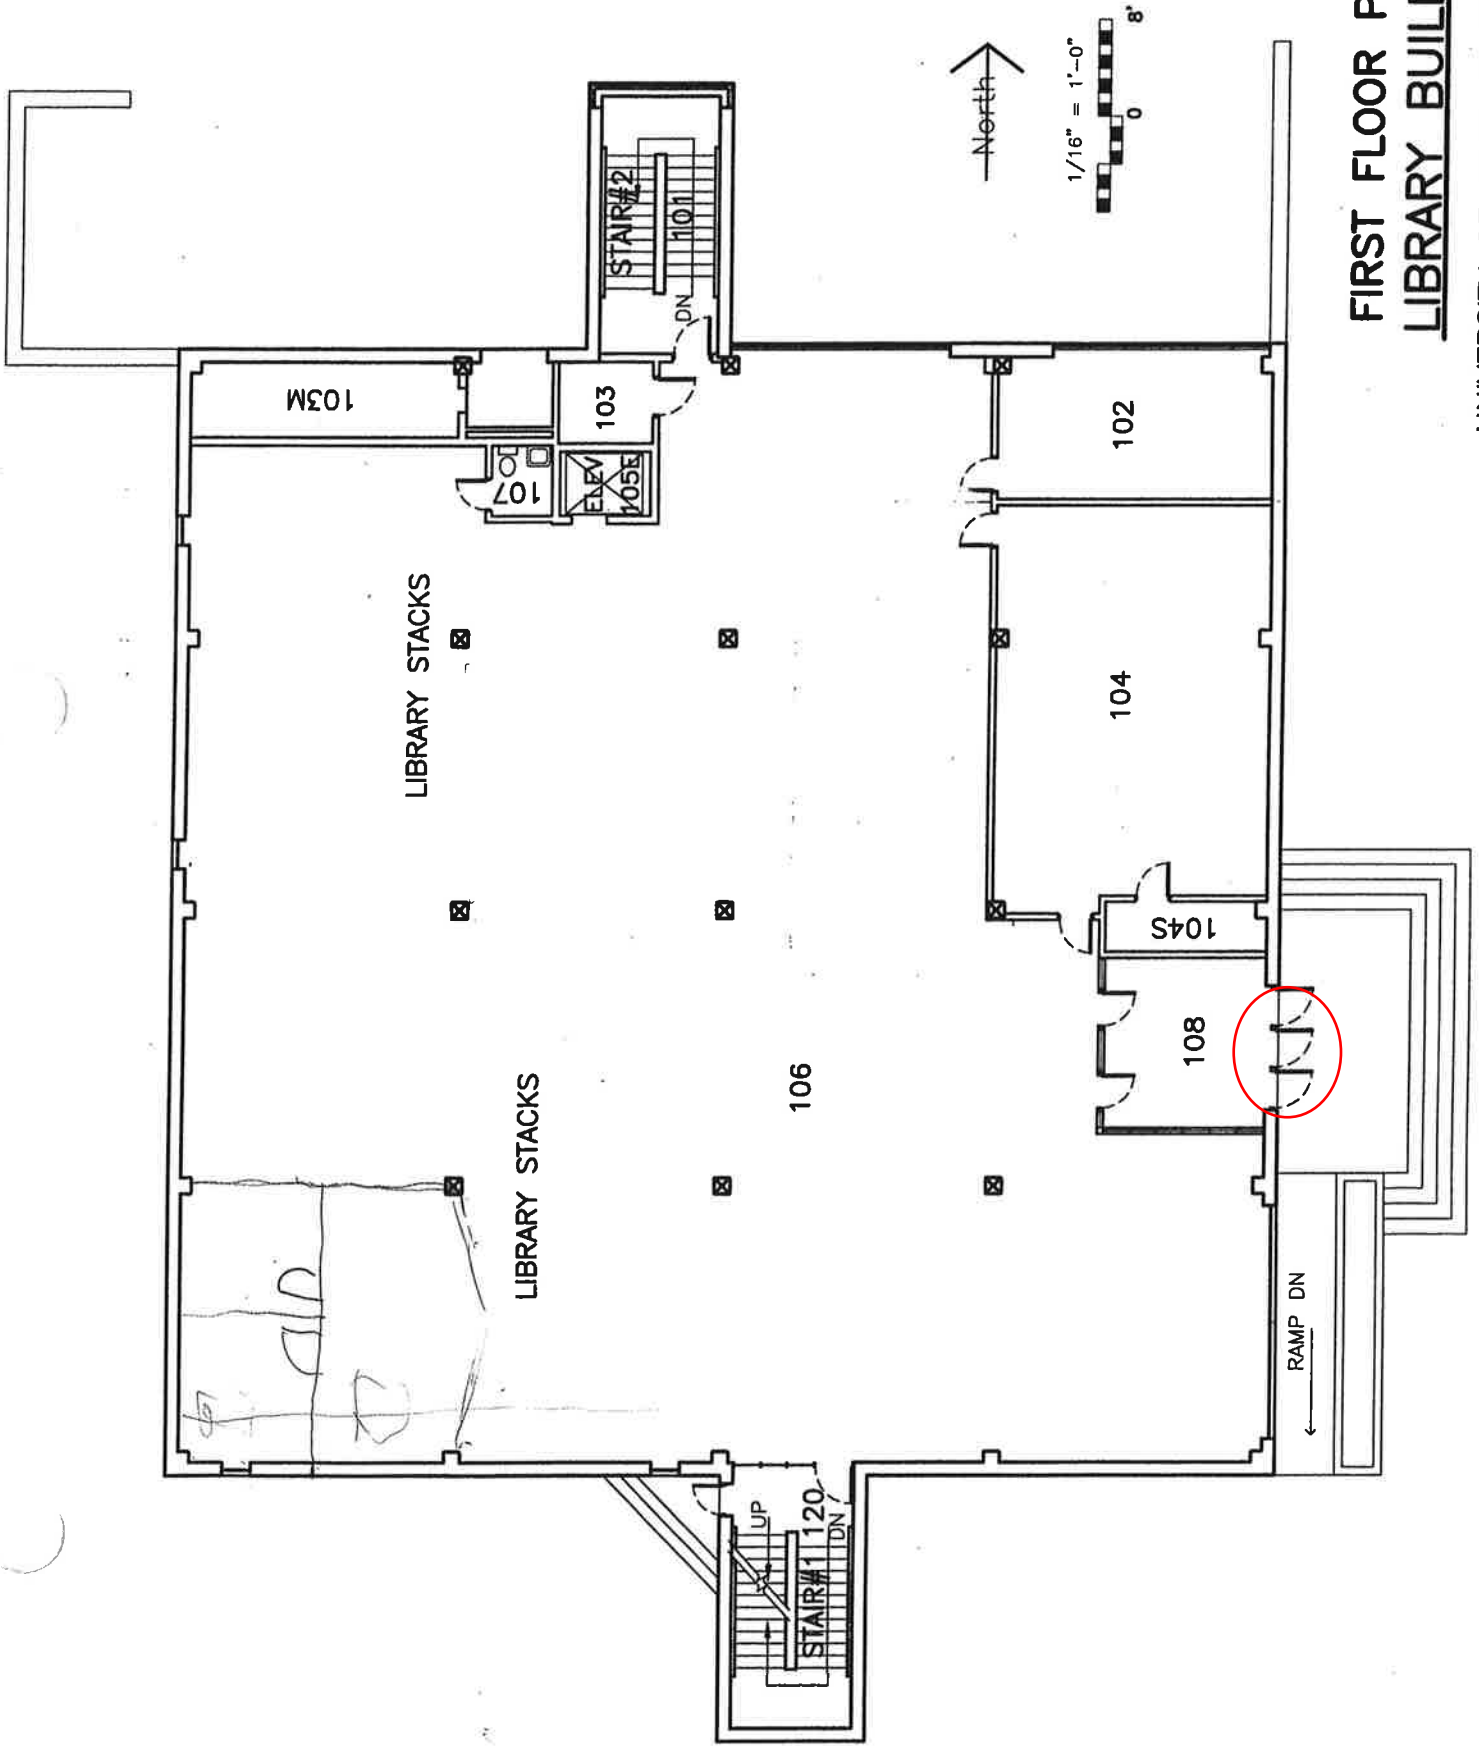 STAIR#2
101
DN
North
1/16" = 1'-0"
8'
0
FIRST FLOOR P
LIBRARY BUIL
103M
103
107
ELEV
105E
102
LIBRARY STACKS
104
104S
108
106
LIBRARY STACKS
RAMP DN
UP
STAIR#1 120
DN